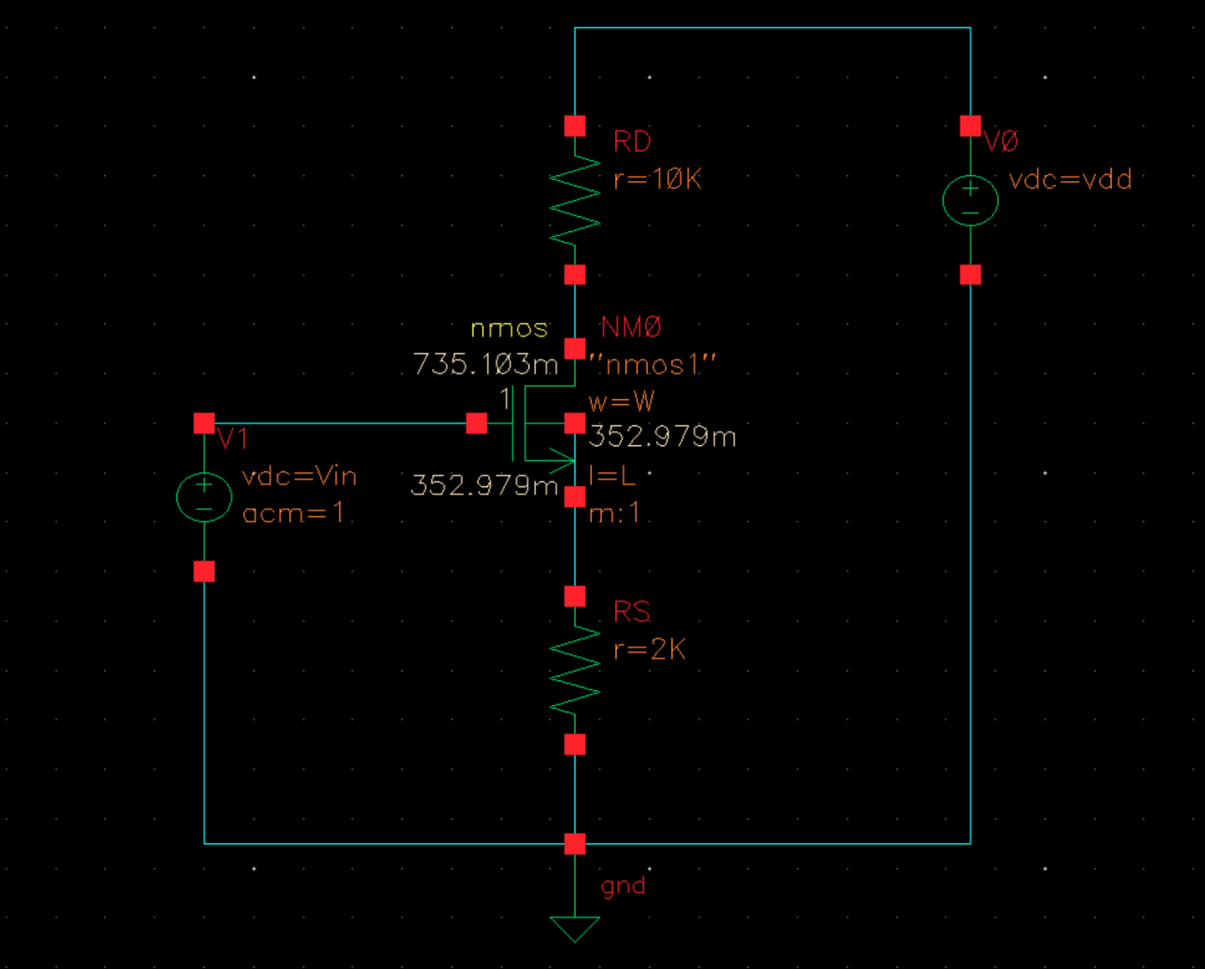 RD
r=10K
V0
vdc=vdd
nmos
NM0
735.103m
"nmos1"
1
w=W
352.979m
V1
vdc=Vin
acm=1
352.979m
l=L
m:1
RS
r=2K
gnd